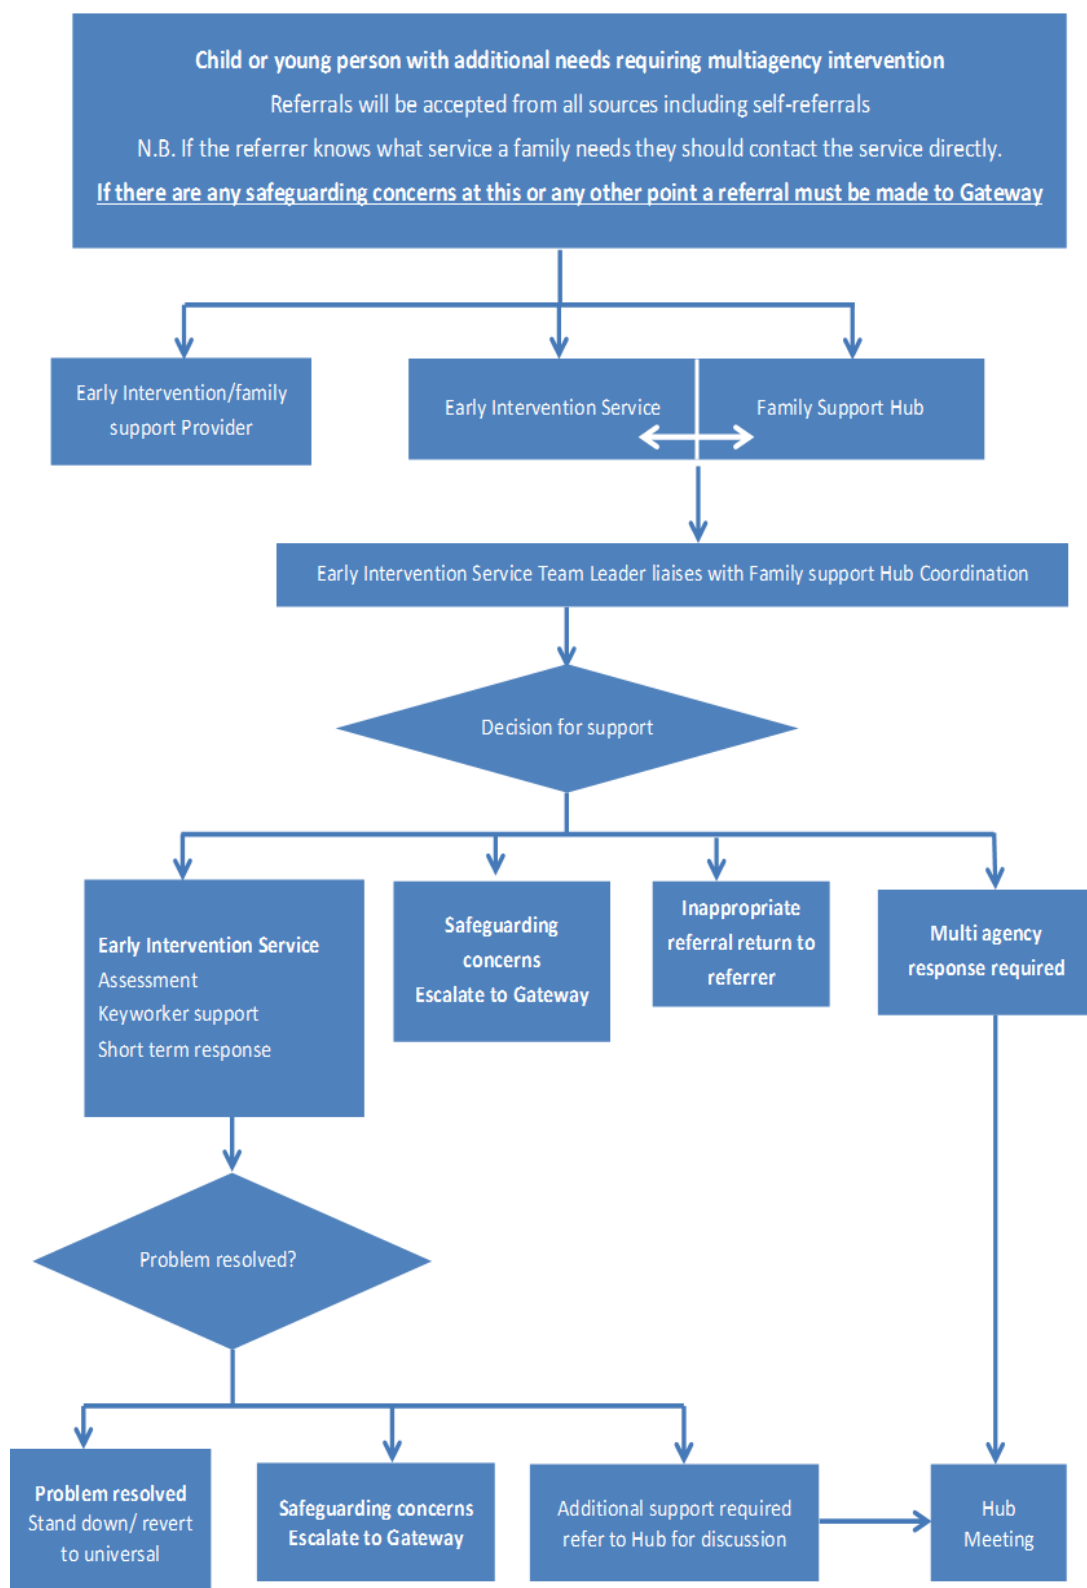 Child or young person with additional needs requiring multiagency intervention
Referrals will be accepted from all sources including self-referrals
N.B. If the referrer knows what service a family needs they should contact the service directly.
If there are any safeguarding concerns at this or any other point a referral must be made to Gateway
Early Intervention/family
support Provider
Early Intervention Service
Family Support Hub
Early Intervention Service Team Leader liaises with Family support Hub Coordination
Decision for support
Early Intervention Service
Assessment
Keyworker support
Short term response
Safeguarding
concerns
Escalate to Gateway
Inappropriate
referral return to
referrer
Multi agency
response required
Problem resolved?
Problem resolved
Stand down/ revert
to universal
Safeguarding concerns
Escalate to Gateway
Additional support required
refer to Hub for discussion
Hub
Meeting